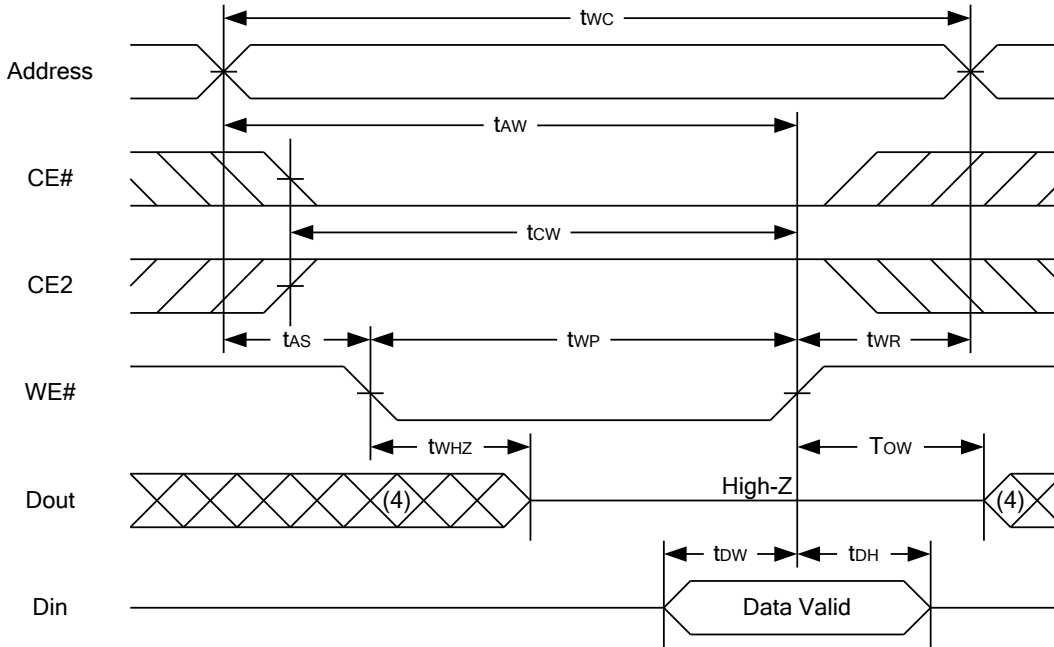 tWC
Address
tAW
CE#
tCW
CE2
tAS tWP tWR
WE#
tWHZ TOW
Dout (4) High-Z (4)
tDW tDH
Din Data Valid